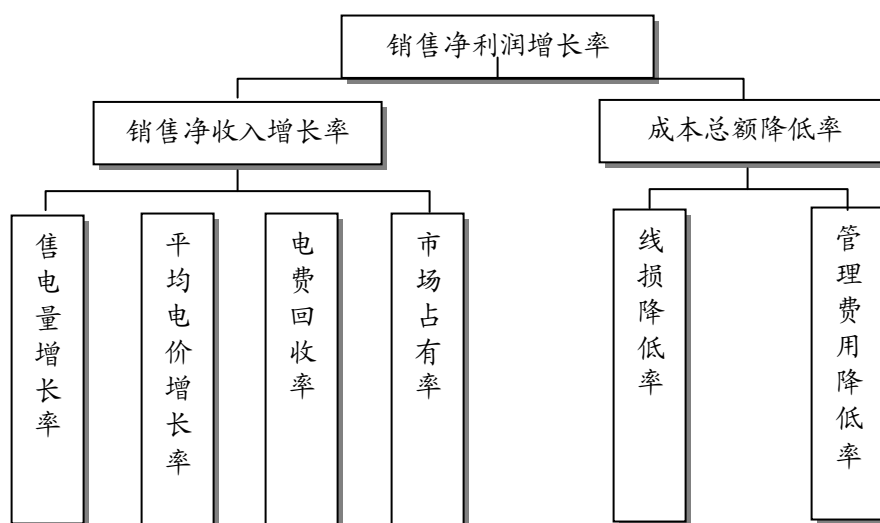 销售净利润增长率
销售净收入增长率
成本总额降低率
售电量增长率
平均电价增长率
电费回收率
市场占有率
线损降低率
管理费用降低率